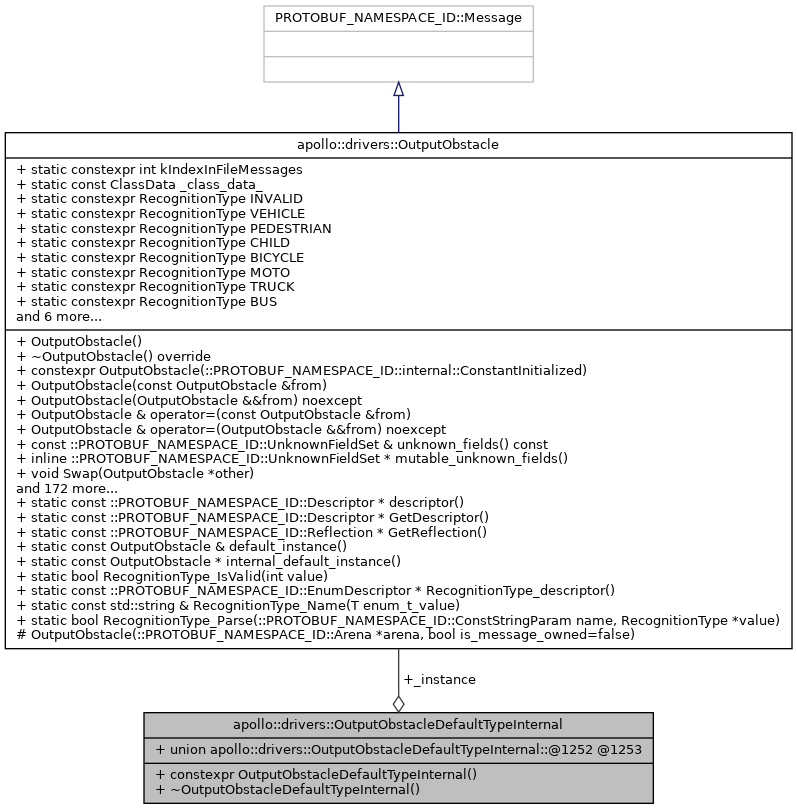 PROTOBUF_NAMESPACE_ID::Message
apollo::drivers::OutputObstacle
+ static constexpr int kIndexInFileMessages
+ static const ClassData _class_data_
+ static constexpr RecognitionType INVALID
+ static constexpr RecognitionType VEHICLE
+ static constexpr RecognitionType PEDESTRIAN
+ static constexpr RecognitionType CHILD
+ static constexpr RecognitionType BICYCLE
+ static constexpr RecognitionType MOTO
+ static constexpr RecognitionType TRUCK
+ static constexpr RecognitionType BUS
and 6 more...
+ OutputObstacle()
+ ~OutputObstacle() override
+ constexpr OutputObstacle(::PROTOBUF_NAMESPACE_ID::internal::ConstantInitialized)
+ OutputObstacle(const OutputObstacle &from)
+ OutputObstacle(OutputObstacle &&from) noexcept
+ OutputObstacle & operator=(const OutputObstacle &from)
+ OutputObstacle & operator=(OutputObstacle &&from) noexcept
+ const ::PROTOBUF_NAMESPACE_ID::UnknownFieldSet & unknown_fields() const
+ inline ::PROTOBUF_NAMESPACE_ID::UnknownFieldSet * mutable_unknown_fields()
+ void Swap(OutputObstacle *other)
and 172 more...
+ static const ::PROTOBUF_NAMESPACE_ID::Descriptor * descriptor()
+ static const ::PROTOBUF_NAMESPACE_ID::Descriptor * GetDescriptor()
+ static const ::PROTOBUF_NAMESPACE_ID::Reflection * GetReflection()
+ static const OutputObstacle & default_instance()
+ static const OutputObstacle * internal_default_instance()
+ static bool RecognitionType_IsValid(int value)
+ static const ::PROTOBUF_NAMESPACE_ID::EnumDescriptor * RecognitionType_descriptor()
+ static const std::string & RecognitionType_Name(T enum_t_value)
+ static bool RecognitionType_Parse(::PROTOBUF_NAMESPACE_ID::ConstStringParam name, RecognitionType *value)
# OutputObstacle(::PROTOBUF_NAMESPACE_ID::Arena *arena, bool is_message_owned=false)
+_instance
apollo::drivers::OutputObstacleDefaultTypeInternal
+ union apollo::drivers::OutputObstacleDefaultTypeInternal::@1252 @1253
+ constexpr OutputObstacleDefaultTypeInternal()
+ ~OutputObstacleDefaultTypeInternal()